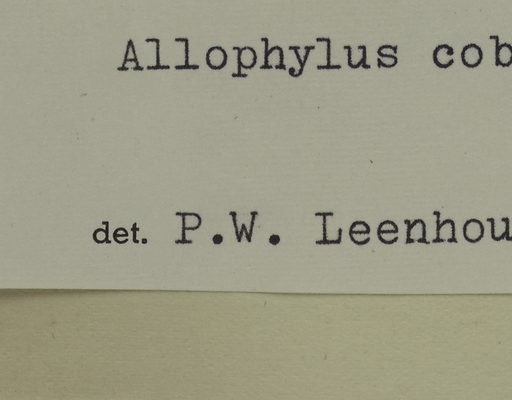 Allophylus cob
det. P.W. Leenhou